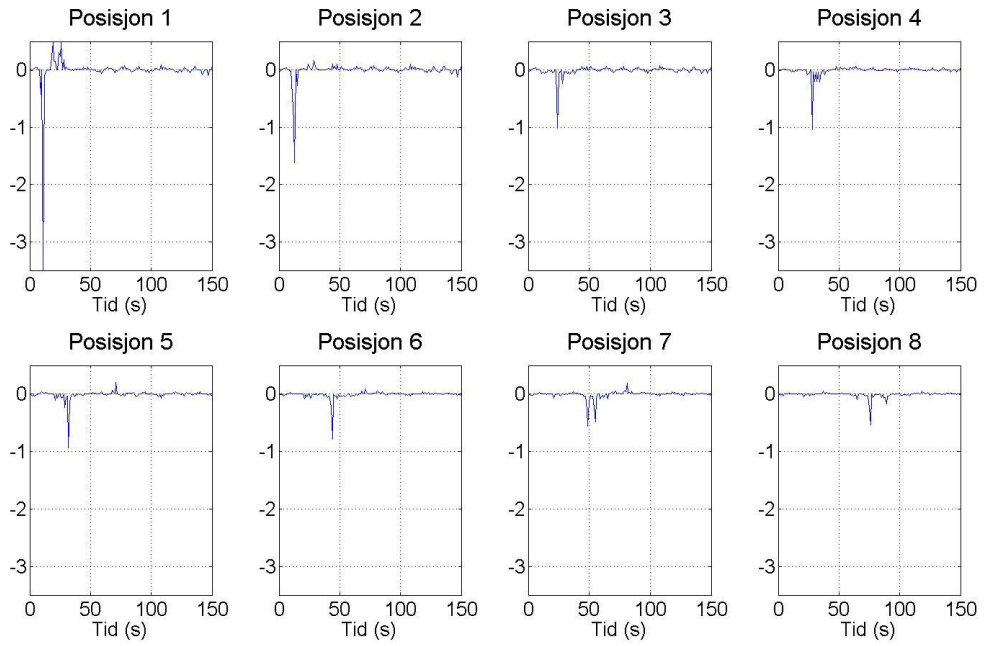 Posisjon 1 Posisjon 2 Posisjon 3 Posisjon 4
0 0 0 0
-1 -1 -1 -1
-2 -2 -2 -2
-3 -3 -3 -3
0 50 100 150 0 50 100 150 0 50 100 150 0 50 100 150
Tid (s) Tid (s) Tid (s) Tid (s)
Posisjon 5 Posisjon 6 Posisjon 7 Posisjon 8
0 0 0 0
-1 -1 -1 -1
-2 -2 -2 -2
-3 -3 -3 -3
0 50 100 150 0 50 100 150 0 50 100 150 0 50 100 150
Tid (s) Tid (s) Tid (s) Tid (s)